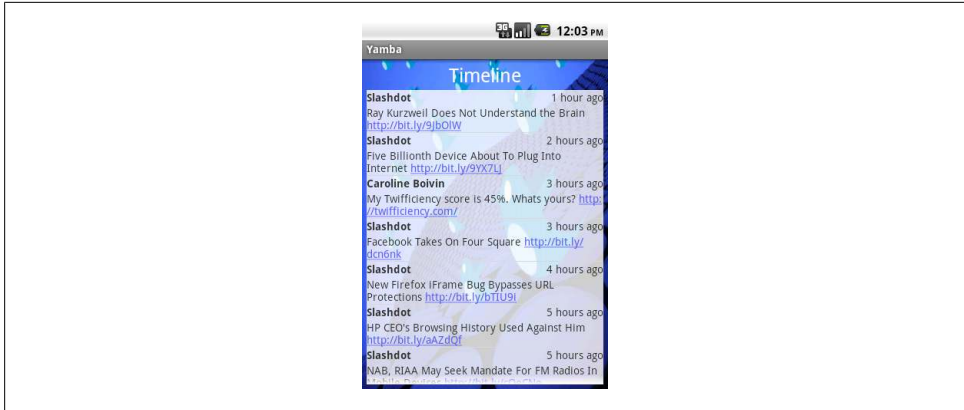 3G
12:03 PM
Yamba
Timeline
Slashdot 1 hour ago
Ray Kurzweil Does Not Understand the Brain
http://bit.ly/9JbOlW
Slashdot 2 hours ago
Five Billionth Device About To Plug Into
Internet http://bit.ly/9YX7LJ
Caroline Boivin 3 hours ago
My Twifficiency score is 45%. Whats yours? http:
//twifficiency.com/
Slashdot 3 hours ago
Facebook Takes On Four Square http://bit.ly/
dcn6nk
Slashdot 4 hours ago
New Firefox iFrame Bug Bypasses URL
Protections http://bit.ly/bTIU9i
Slashdot 5 hours ago
HP CEO's Browsing History Used Against Him
http://bit.ly/aAZdQf
Slashdot 5 hours ago
NAB, RIAA May Seek Mandate For FM Radios In
Mobile Devices